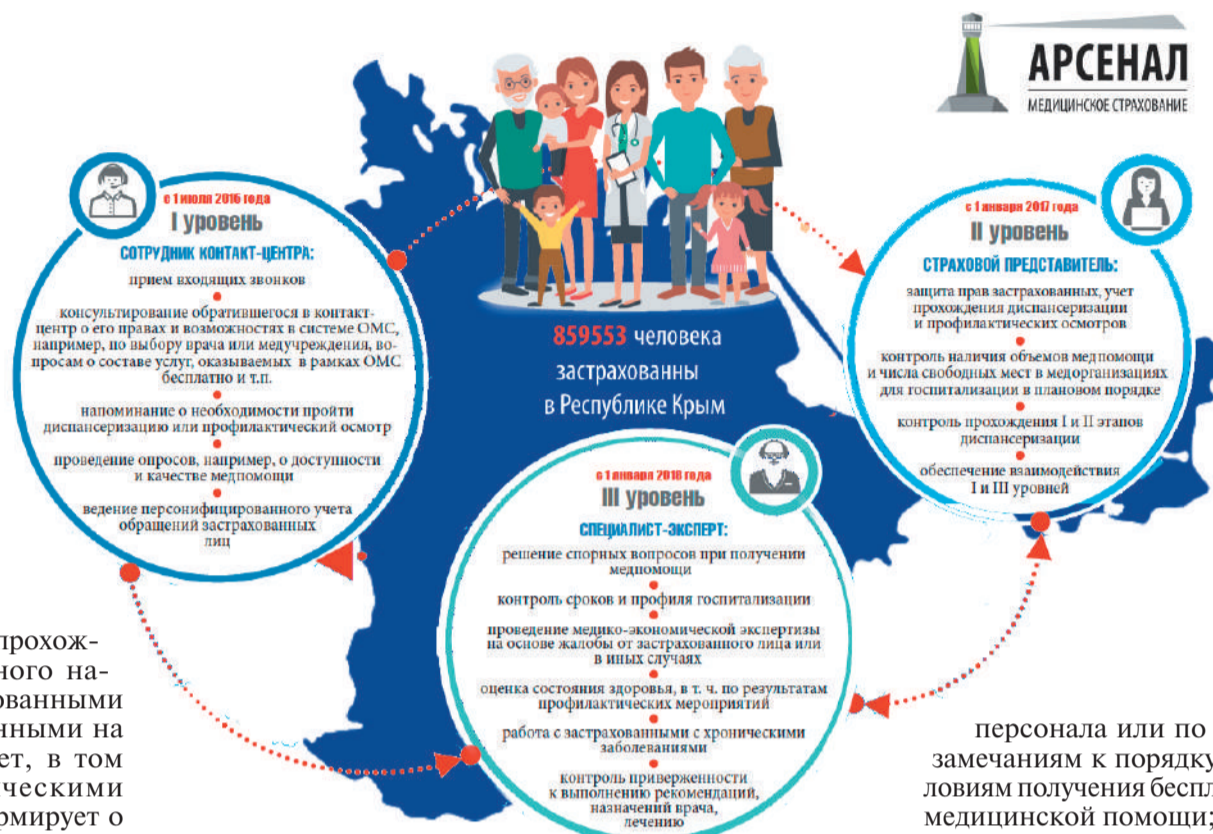 АРСЕНАЛ
МЕДИЦИНСКОЕ СТРАХОВАНИЕ
с 1 июля 2016 года
I уровень
СОТРУДНИК КОНТАКТ-ЦЕНТРА:
прием входящих звонков
консультирование обратившегося в контакт-
центр о его правах и возможностях в системе ОМС,
например, по выбору врача или медучреждения, во-
просам о составе услуг, оказываемых в рамках ОМС
бесплатно и т.п.
напоминание о необходимости пройти
диспансеризацию или профилактический осмотр
проведение опросов, например, о доступности
и качестве медпомощи
ведение персонифицированного учета
обращений застрахованных
лиц
859553 человека
застрахованны
в Республике Крым
с 1 января 2017 года
II уровень
СТРАХОВОЙ ПРЕДСТАВИТЕЛЬ:
защита прав застрахованных, учет
прохождения диспансеризации
и профилактических осмотров
контроль наличия объемов медпомощи
и числа свободных мест в медорганизациях
для госпитализации в плановом порядке
контроль прохождения I и II этапов
диспансеризации
обеспечение взаимодействия
I и III уровней
с 1 января 2018 года
III уровень
СПЕЦИАЛИСТ-ЭКСПЕРТ:
решение спорных вопросов при получении
медпомощи
контроль сроков и профиля госпитализации
проведение медико-экономической экспертизы
на основе жалобы от застрахованного лица или
в иных случаях
оценка состояния здоровья, в т. ч. по результатам
профилактических мероприятий
работа с застрахованными с хроническими
заболеваниями
контроль приверженности
к выполнению рекомендаций,
назначений врача,
лечению
прохож-
ного на-
ованными
нными на
ет, в том
ческими
рмирует о
персонала или по
замечаниям к порядку
ловиям получения беспл
медицинской помощи;